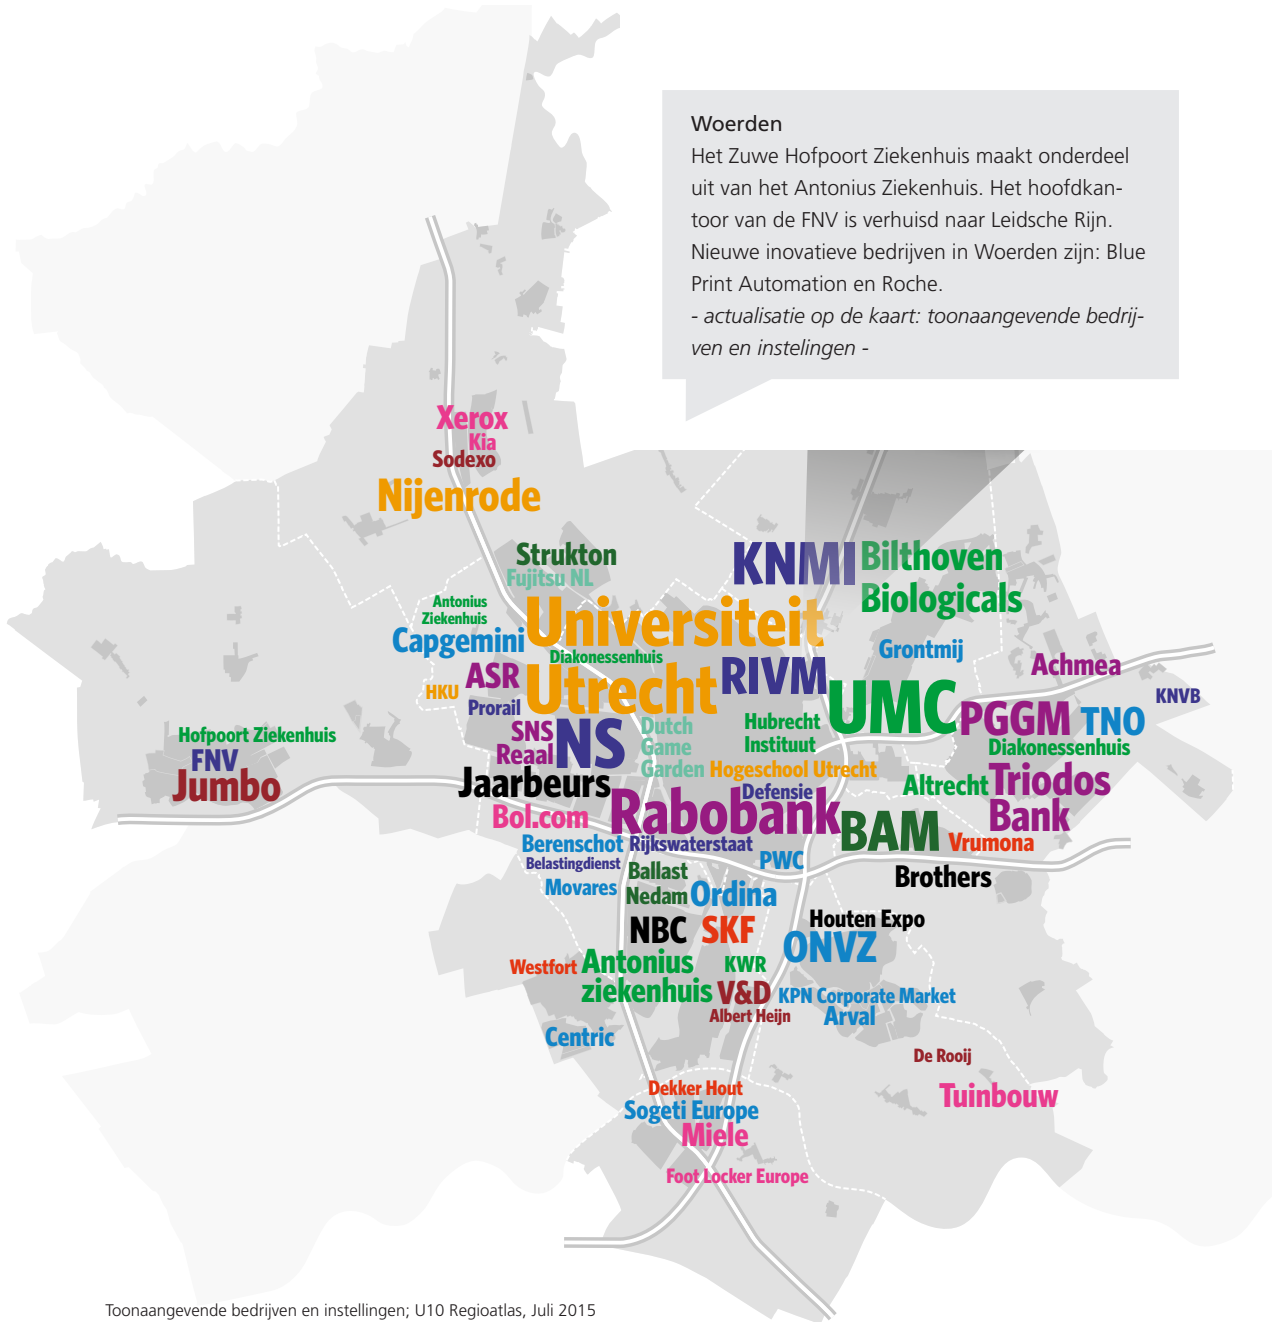 Woerden
Het Zuwe Hofpoort Ziekenhuis maakt onderdeel
uit van het Antonius Ziekenhuis. Het hoofdkan-
toor van de FNV is verhuisd naar Leidsche Rijn.
Nieuwe inovatieve bedrijven in Woerden zijn: Blue
Print Automation en Roche.
- actualisatie op de kaart: toonaangevende bedrij-
ven en instelingen -
Xerox
Kia
Sodexo
Nijenrode
Strukton
Fujitsu NL
KNMI
Bilthoven
Biologicals
Antonius
Ziekenhuis
Capgemini
Universiteit
Utrecht
Diakonessenhuis
Grontmij
Achmea
ASR
HKU
Prorail
RIVM
UMC
KNVB
PGGM
TNO
SNS
Reaal
NS
Dutch
Game
Garden
Hubrecht
Instituut
Diakonessenhuis
Hofpoort Ziekenhuis
FNV
Jumbo
Jaarbeurs
Hogeschool Utrecht
Defensie
Altrecht
Triodos
Bank
Bol.com
Rabobank
BAM
Vrumona
Berenschot
Rijkswaterstaat
Belastingdienst
PWC
Movares
Ballast
Nedam
Ordina
Brothers
NBC
SKF
Houten Expo
ONVZ
Westfort
Antonius
ziekenhuis
KWR
V&D
Albert Heijn
KPN Corporate Market
Arval
Centric
De Rooij
Tuinbouw
Dekker Hout
Sogeti Europe
Miele
Foot Locker Europe
Toonaangevende bedrijven en instellingen; U10 Regioatlas, Juli 2015